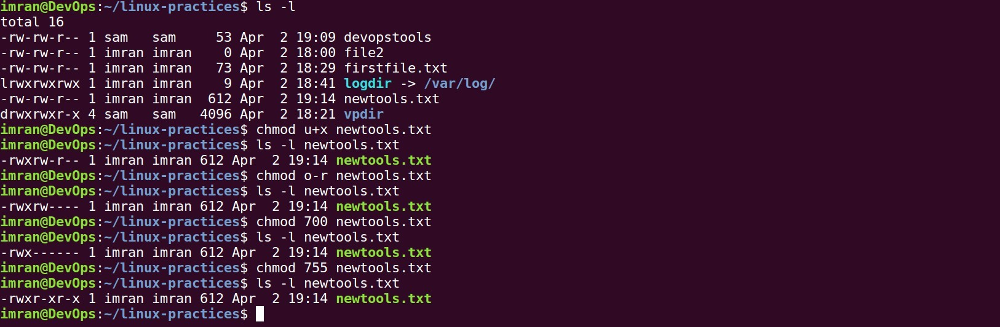 imran@DevOps:~/linux-practices$ ls -l
total 16
-rw-rw-r-- 1 sam   sam     53 Apr  2 19:09 devopstools
-rw-rw-r-- 1 imran imran    0 Apr  2 18:00 file2
-rw-rw-r-- 1 imran imran   73 Apr  2 18:29 firstfile.txt
lrwxrwxrwx 1 imran imran    9 Apr  2 18:41 logdir -> /var/log/
-rw-rw-r-- 1 imran imran  612 Apr  2 19:14 newtools.txt
drwxrwxr-x 4 sam   sam   4096 Apr  2 18:21 vpdir
imran@DevOps:~/linux-practices$ chmod u+x newtools.txt
imran@DevOps:~/linux-practices$ ls -l newtools.txt
-rwxrw-r-- 1 imran imran 612 Apr  2 19:14 newtools.txt
imran@DevOps:~/linux-practices$ chmod o-r newtools.txt
imran@DevOps:~/linux-practices$ ls -l newtools.txt
-rwxrw---- 1 imran imran 612 Apr  2 19:14 newtools.txt
imran@DevOps:~/linux-practices$ chmod 700 newtools.txt
imran@DevOps:~/linux-practices$ ls -l newtools.txt
-rwx------ 1 imran imran 612 Apr  2 19:14 newtools.txt
imran@DevOps:~/linux-practices$ chmod 755 newtools.txt
imran@DevOps:~/linux-practices$ ls -l newtools.txt
-rwxr-xr-x 1 imran imran 612 Apr  2 19:14 newtools.txt
imran@DevOps:~/linux-practices$